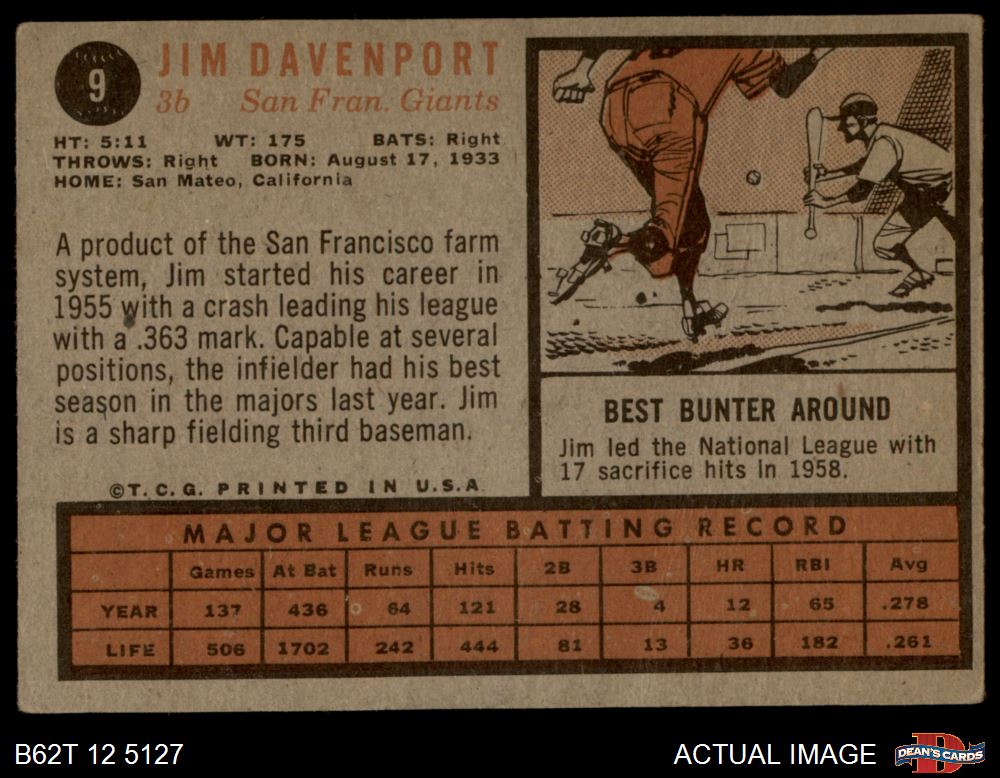 9
JIM DAVENPORT
3b San Fran. Giants
HT: 5:11 WT: 175 BATS: Right
THROWS: Right BORN: August 17, 1933
HOME: San Mateo, California
A product of the San Francisco farm
system, Jim started his career in
1955 with a crash leading his league
with a .363 mark. Capable at several
positions, the infielder had his best
season in the majors last year. Jim
is a sharp fielding third baseman.
©T. C. G. PRINTED IN U.S.A
BEST BUNTER AROUND
Jim led the National League with
17 sacrifice hits in 1958.
MAJOR LEAGUE BATTING RECORD
Games At Bat Runs Hits 2B 3B HR RBI Avg
YEAR 137 436 64 121 28 4 12 65 .278
LIFE 506 1702 242 444 81 13 36 182 .261
B62T 12 5127
ACTUAL IMAGE
D
DEAN'S CARDS